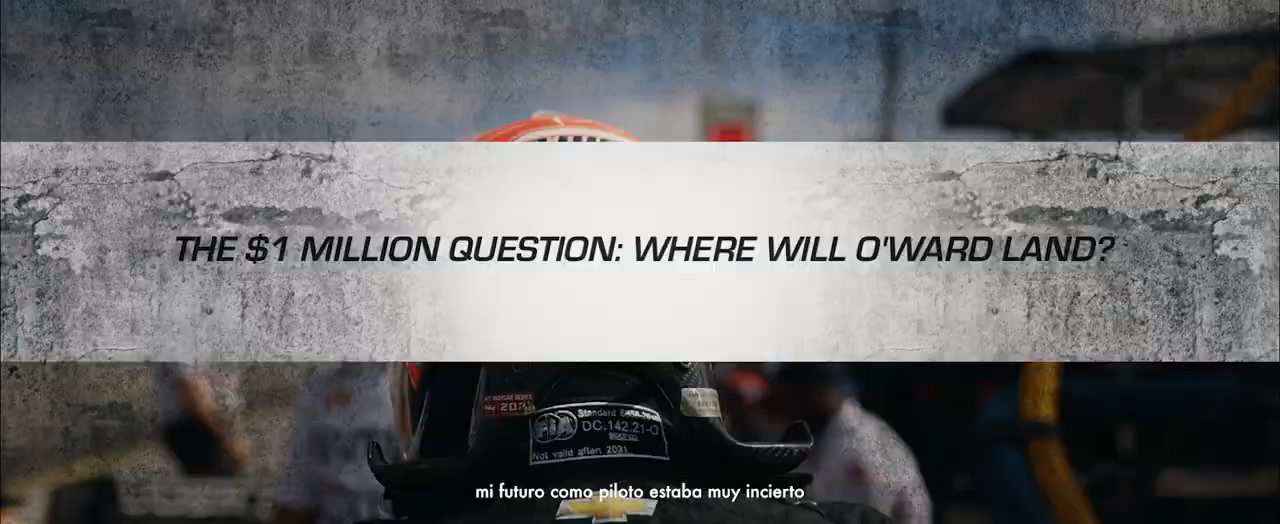 THE $1 MILLION QUESTION: WHERE WILL O'WARD LAND?
FIA
Standard
DC.142.21-O
Not valid after: 2031
mi futuro como piloto estaba muy incierto